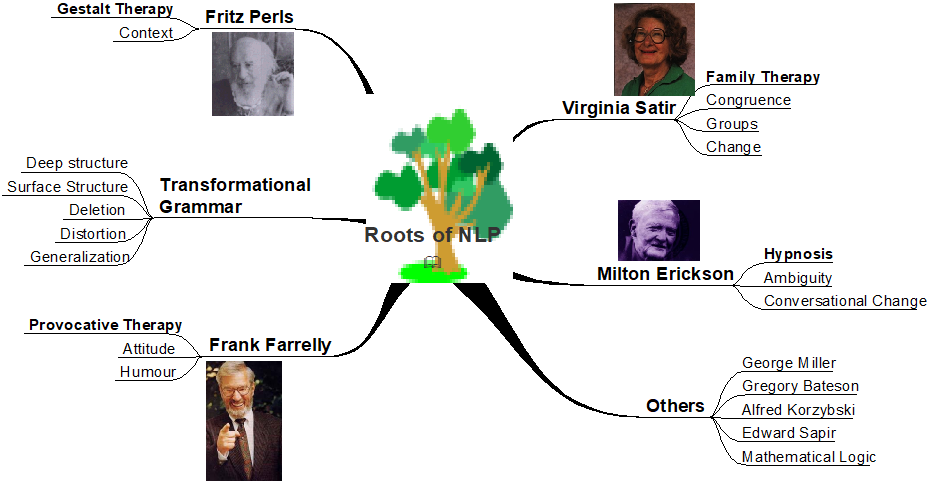 Roots of NLP
Gestalt Therapy
Context
Fritz Perls
Deep structure
Surface Structure
Deletion
Distortion
Generalization
Transformational
Grammar
Provocative Therapy
Attitude
Humour
Frank Farrelly
Virginia Satir
Family Therapy
Congruence
Groups
Change
Milton Erickson
Hypnosis
Ambiguity
Conversational Change
Others
George Miller
Gregory Bateson
Alfred Korzybski
Edward Sapir
Mathematical Logic